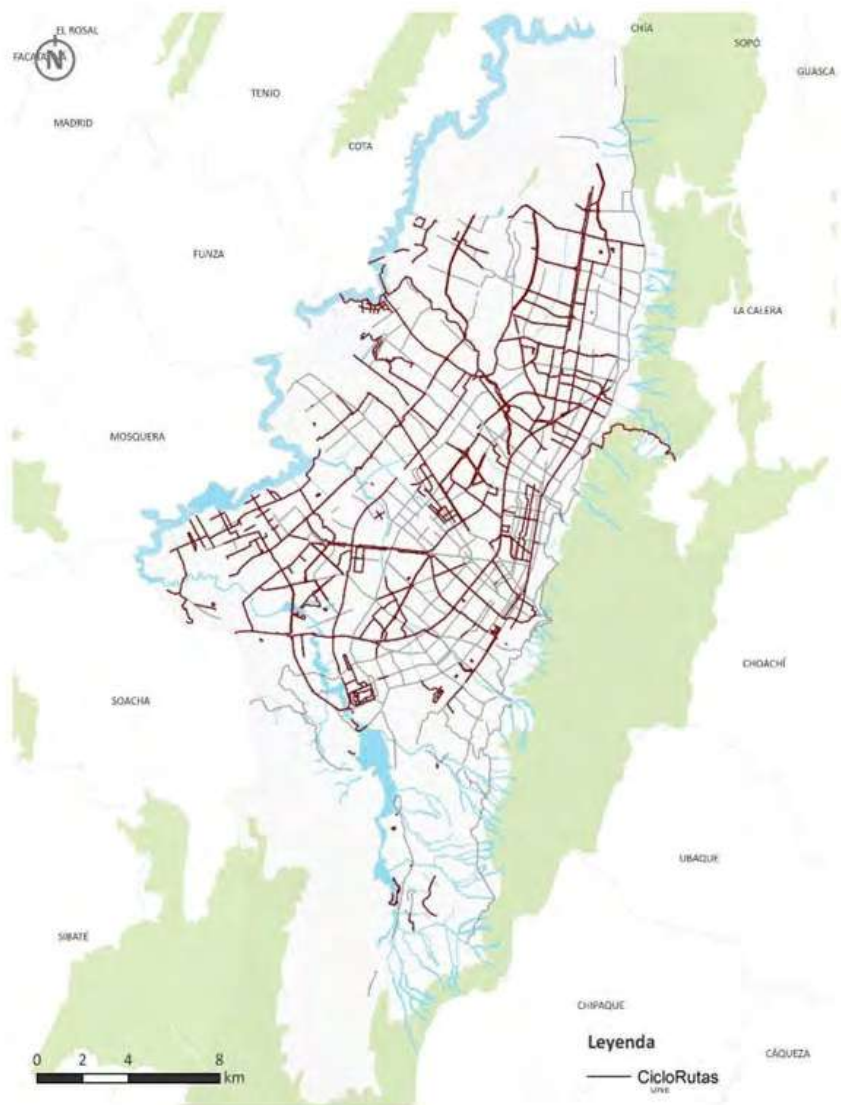 EL ROSAL
CHÍA
SOPÓ
N
GUASCA
TENJO
MADRID
COTA
FUNZA
LA CALERA
MOSQUERA
CHOACHÍ
SOACHA
UBAQUE
SIBATÉ
CHIPAQUE
Leyenda
CÁQUEZA
CicloRutas
0 2 4 8
km